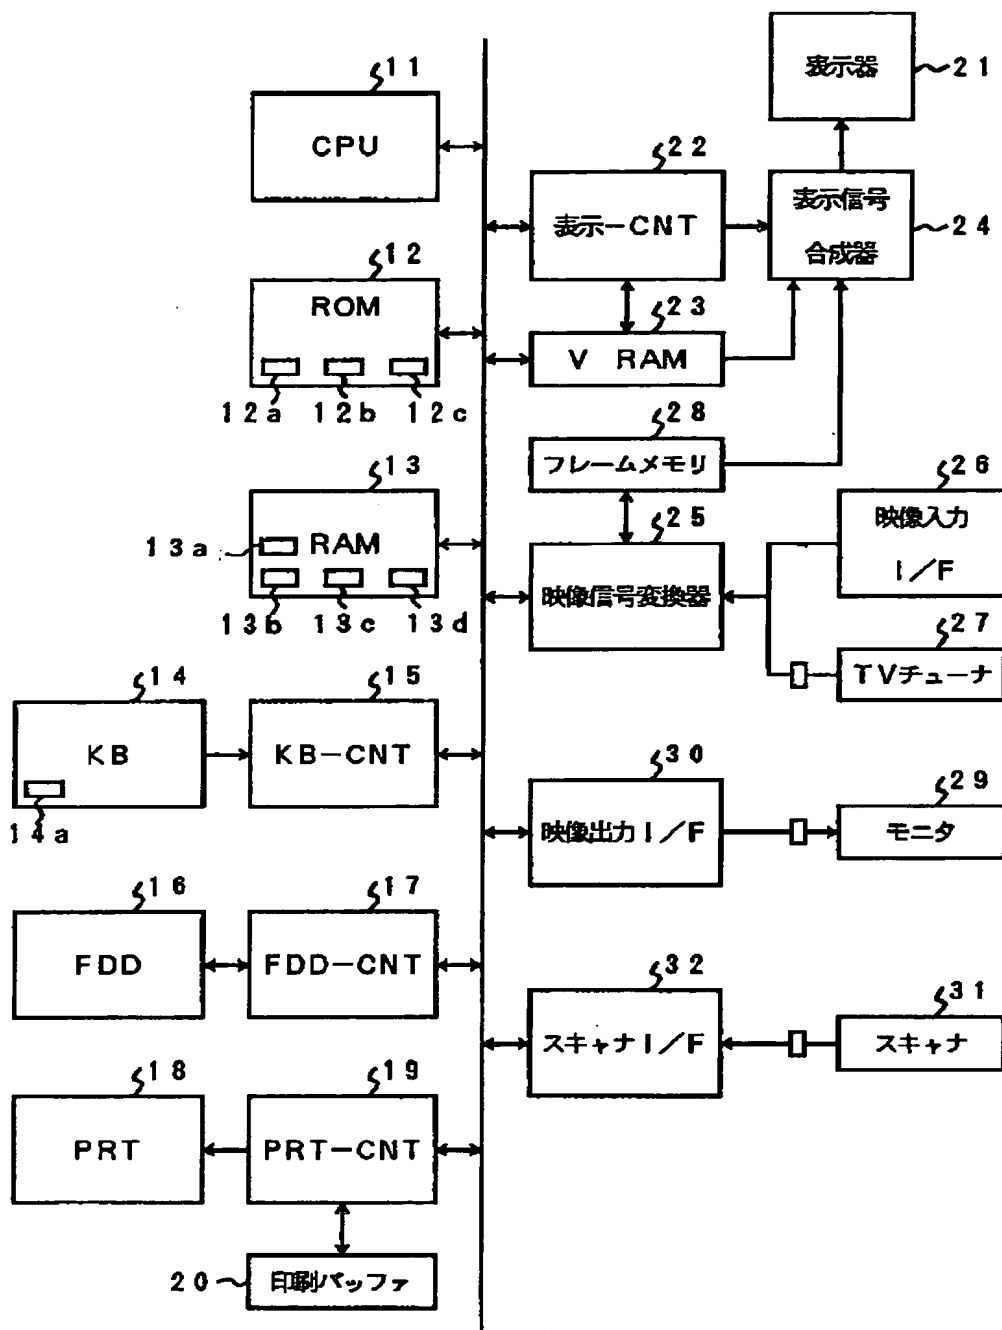 11
CPU
12
ROM
12a 12b 12c
13
13a
RAM
13b 13c 13d
14
KB
14a
15
KB-CNT
16
FDD
17
FDD-CNT
18
PRT
19
PRT-CNT
20
印刷バッファ
表示器
21
22
表示-CNT
表示信号
合成器
24
23
V RAM
28
フレームメモリ
25
映像信号変換器
26
映像入力
I/F
27
TVチューナ
30
映像出力I/F
29
モニタ
32
スキャナI/F
31
スキャナ